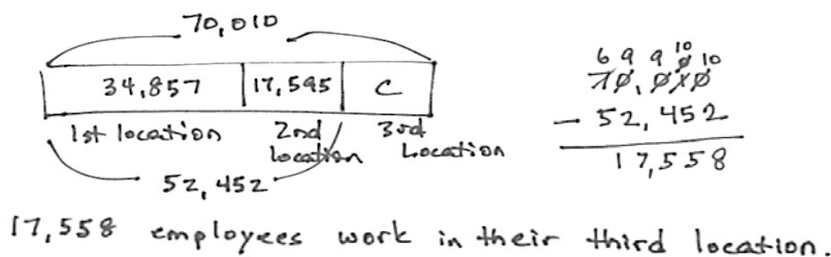 70,010
34,857 17,595 C
1st location 2nd location 3rd Location
52,452
6 9 9 10 10
70,010
- 52,452
17,558
17,558 employees work in their third location.